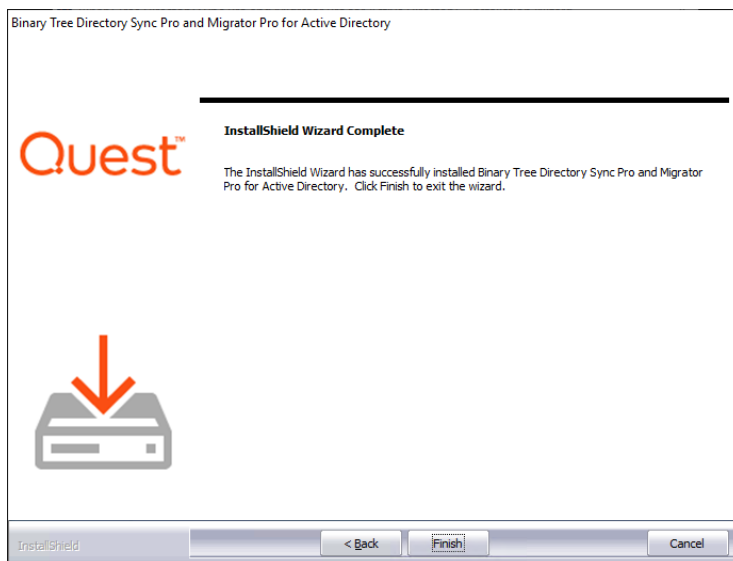 Binary Tree Directory Sync Pro and Migrator Pro for Active Directory
Quest™
InstallShield Wizard Complete
The InstallShield Wizard has successfully installed Binary Tree Directory Sync Pro and Migrator
Pro for Active Directory. Click Finish to exit the wizard.
InstallShield
< Back
Finish
Cancel